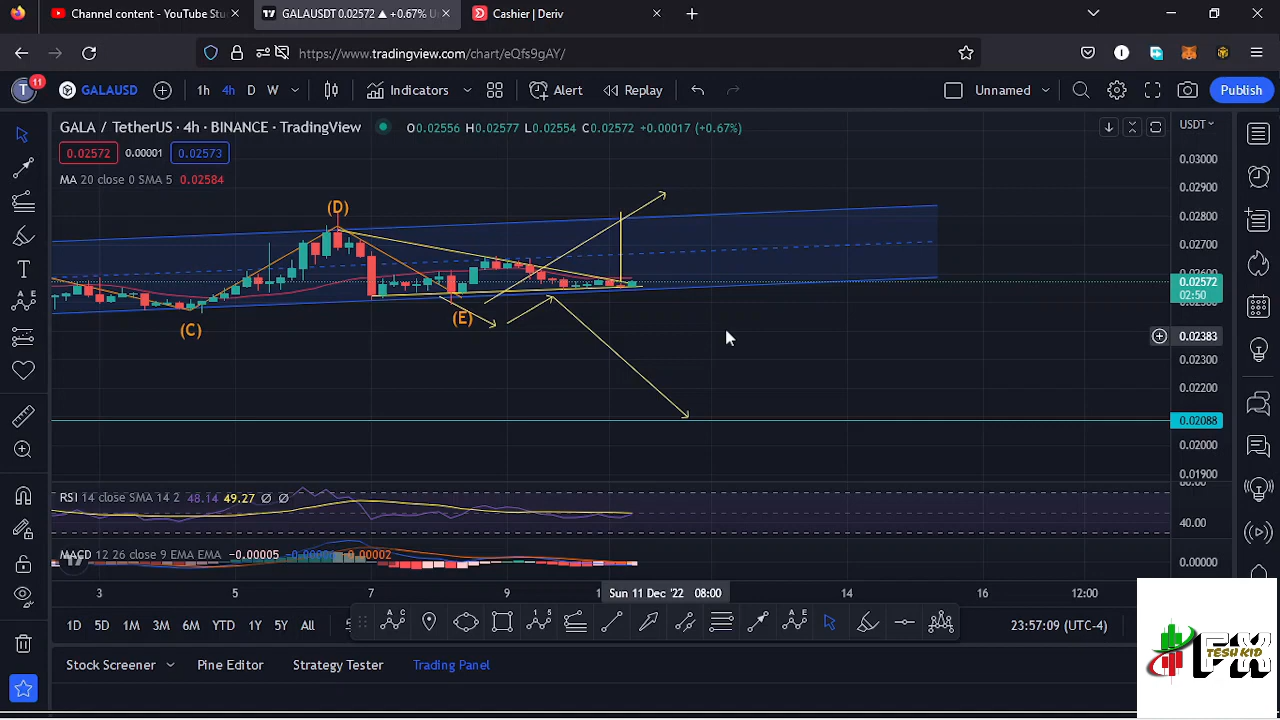 Content - YouTube Stu
GALAUSDT 0.02572 ▲ +0.67% U
Cashier | Deriv
https://www.tradingview.com/chart/eQfs9gAY/
T 11 GALAUSD 1h 4h D W Indicators Alert Replay Unnamed Publish
GALA / TetherUS · 4h · BINANCE · TradingView O0.02556 H0.02577 L0.02554 C0.02572 +0.00017 (+0.67%) USDT
0.02572 0.00001 0.02573
MA 20 close 0 SMA 5 0.02584
0.03000
0.02900
0.02800
0.02700
0.02572
02:50
0.02383
0.02300
0.02200
0.02088
0.02000
0.01900
(D)
(C)
(E)
RSI 14 close SMA 14 2 48.14 49.27 Ø Ø
40.00
MACD 12 26 close 9 EMA EMA −0.00005 0.00002
0.00000
3 5 7 9 Sun 11 Dec '22 08:00 14 16 12:00
1D 5D 1M 3M 6M YTD 1Y 5Y All 23:57:09 (UTC-4)
Stock Screener Pine Editor Strategy Tester Trading Panel
FX
TESH KID